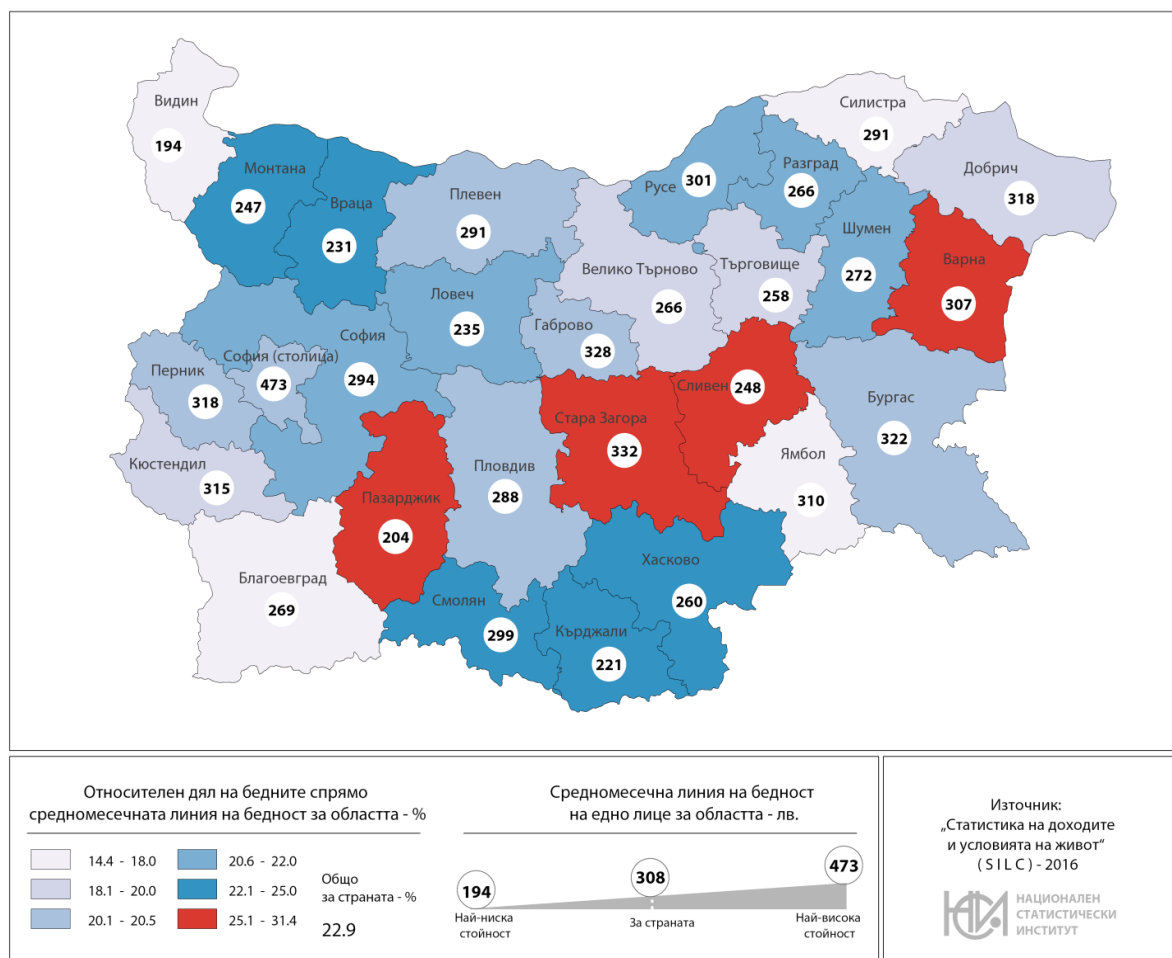 Видин
194
Монтана
247
Враца
231
Плевен
291
Русе
301
Разград
266
Силистра
291
Добрич
318
Шумен
272
Варна
307
Велико Търново
266
Търговище
258
Ловеч
235
Габрово
328
София
294
София (столица)
473
Перник
318
Кюстендил
315
Благоевград
269
Пазарджик
204
Пловдив
288
Стара Загора
332
Сливен
248
Ямбол
310
Бургас
322
Хасково
260
Смолян
299
Кърджали
221
Относителен дял на бедните спрямо
средномесечната линия на бедност за областта - %
14.4 - 18.0
18.1 - 20.0
20.1 - 20.5
20.6 - 22.0
22.1 - 25.0
25.1 - 31.4
Общо
за страната - %
22.9
Средномесечна линия на бедност
на едно лице за областта - лв.
194
308
473
Най-ниска
стойност
За страната
Най-висока
стойност
Източник:
„Статистика на доходите
и условията на живот“
( S I L C ) - 2016
НСИ
НАЦИОНАЛЕН
СТАТИСТИЧЕСКИ
ИНСТИТУТ